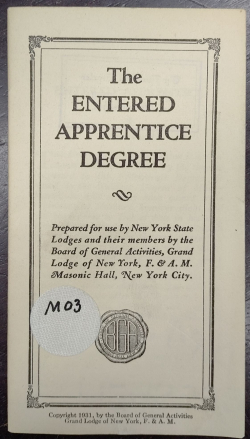 The
ENTERED
APPRENTICE
DEGREE
Prepared for use by New York State
Lodges and their members by the
Board of General Activities, Grand
Lodge of New York, F. & A. M.
Masonic Hall, New York City.
M03
BGA
Copyright 1931, by the Board of General Activities
Grand Lodge of New York, F. & A. M.